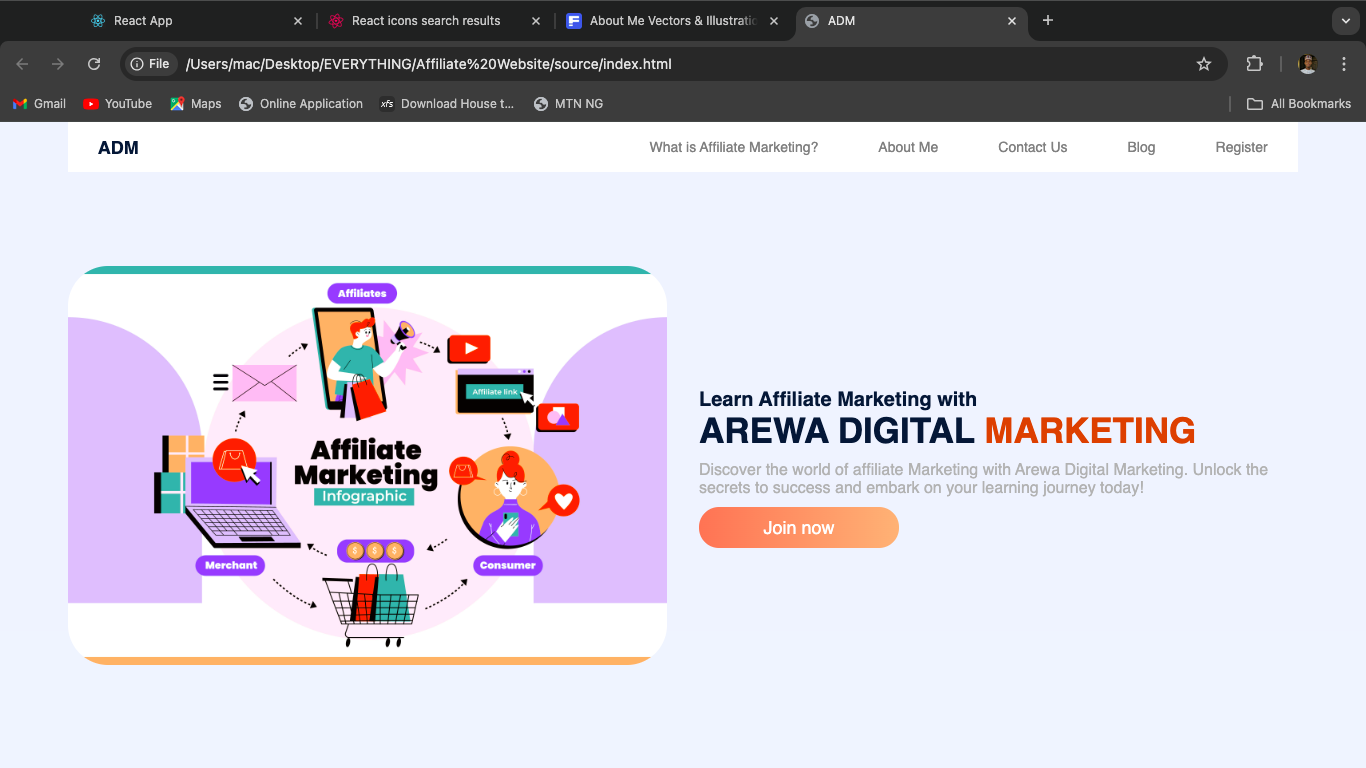 React App
React icons search results
About Me Vectors & Illustratio
ADM
File
/Users/mac/Desktop/EVERYTHING/Affiliate%20Website/source/index.html
Gmail
YouTube
Maps
Online Application
xfs
Download House t...
MTN NG
All Bookmarks
ADM
What is Affiliate Marketing?
About Me
Contact Us
Blog
Register
Affiliates
Affiliate link
Affiliate
Marketing
Infographic
Merchant
Consumer
$ $ $
Learn Affiliate Marketing with
AREWA DIGITAL MARKETING
Discover the world of affiliate Marketing with Arewa Digital Marketing. Unlock the
secrets to success and embark on your learning journey today!
Join now